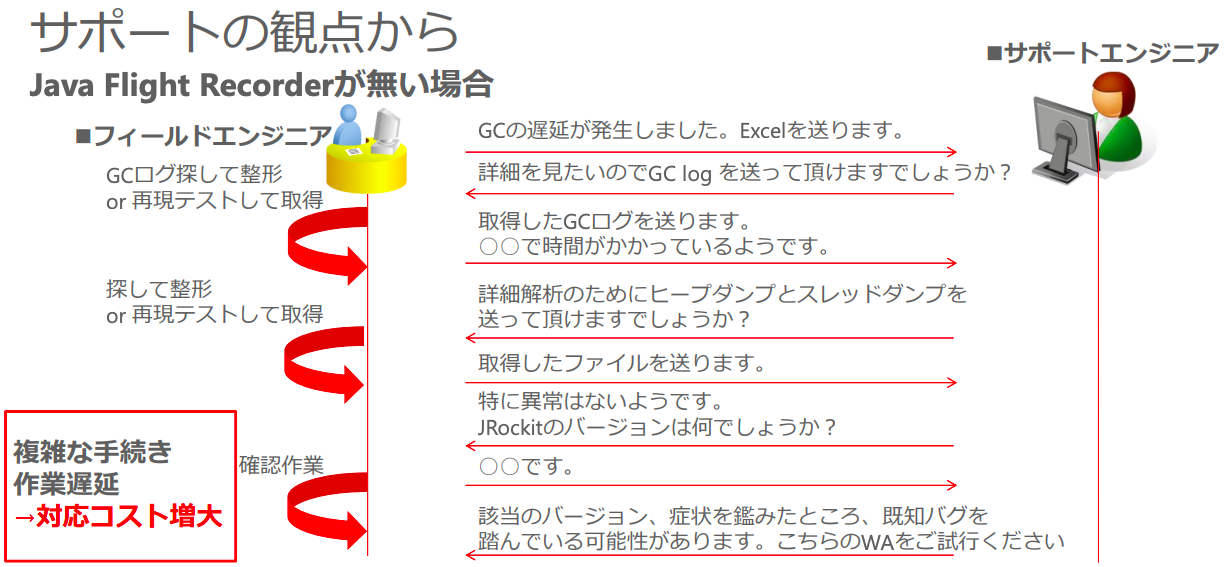 サポートの観点から
Java Flight Recorderが無い場合
■サポートエンジニア
■フィールドエンジニア
GCの遅延が発生しました。Excelを送ります。
詳細を見たいのでGC log を送って頂けますでしょうか？
GCログ探して整形
or 再現テストして取得
取得したGCログを送ります。
〇〇で時間がかかっているようです。
探して整形
or 再現テストして取得
詳細解析のためにヒープダンプとスレッドダンプを
送って頂けますでしょうか？
取得したファイルを送ります。
特に異常はないようです。
JRockitのバージョンは何でしょうか？
複雑な手続き
作業遅延
→対応コスト増大
確認作業
〇〇です。
該当のバージョン、症状を鑑みたところ、既知バグを
踏んでいる可能性があります。こちらのWAをご試行ください